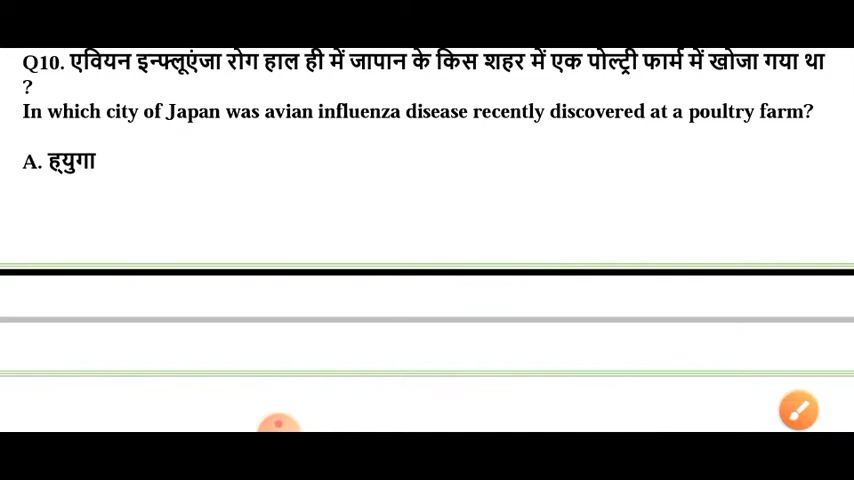 Q10. एवियन इन्फ्लूएंजा रोग हाल ही में जापान के किस शहर में एक पोल्ट्री फार्म में खोजा गया था
?
In which city of Japan was avian influenza disease recently discovered at a poultry farm?
A. ह्युगा